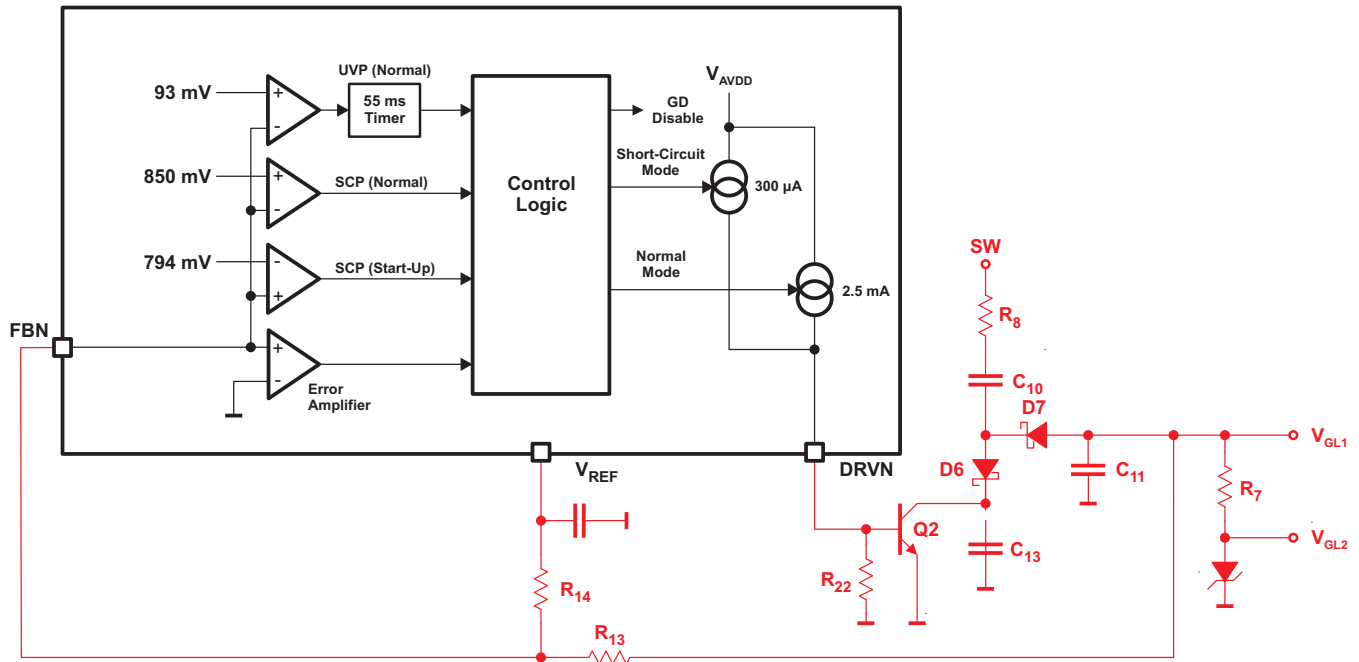 93 mV
+
-
UVP (Normal)
55 ms
Timer
850 mV
+
-
SCP (Normal)
794 mV
-
+
SCP (Start-Up)
FBN
+
-
Error
Amplifier
Control
Logic
GD
Disable
Short-Circuit
Mode
Normal
Mode
VAVDD
300 µA
2.5 mA
VREF
DRVN
SW
R8
C10
D7
D6
C11
VGL1
R7
VGL2
Q2
C13
R22
R14
R13